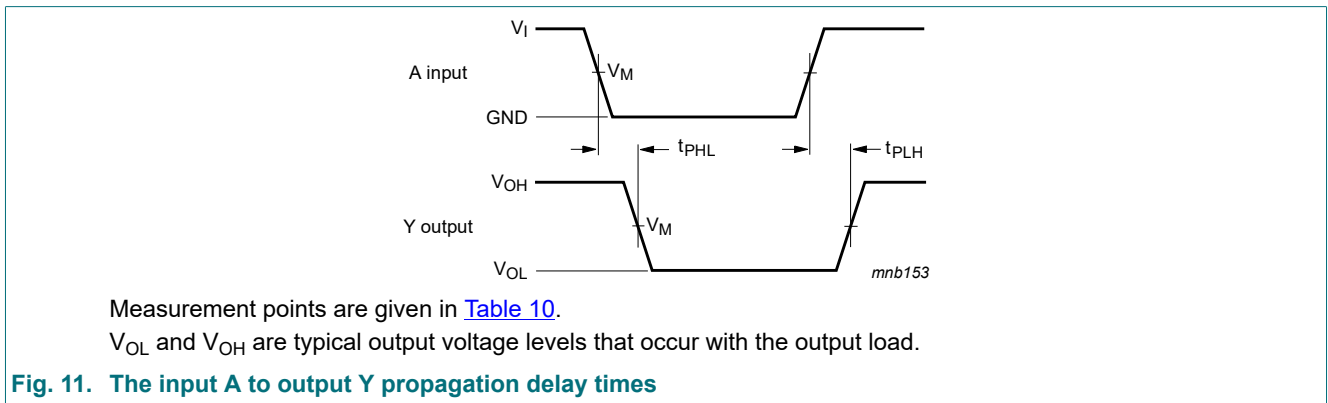 VI
A input
VM
GND
tPHL
tPLH
VOH
Y output
VM
VOL
mnb153
Measurement points are given in Table 10.
VOL and VOH are typical output voltage levels that occur with the output load.
Fig. 11. The input A to output Y propagation delay times